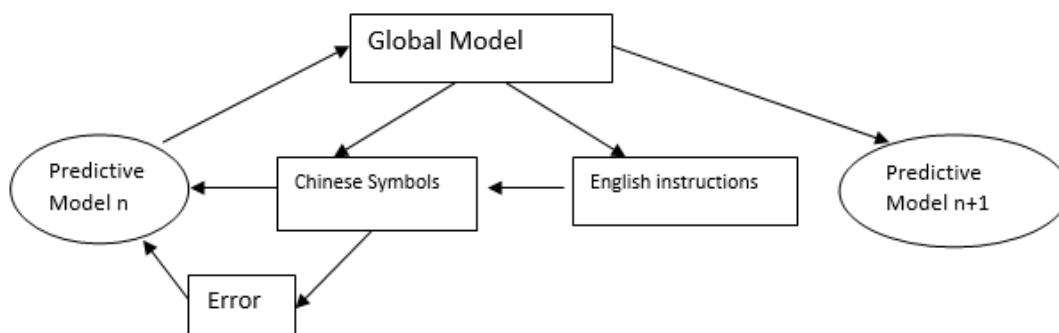 Global Model
Predictive
Model n
Chinese Symbols
English instructions
Predictive
Model n+1
Error